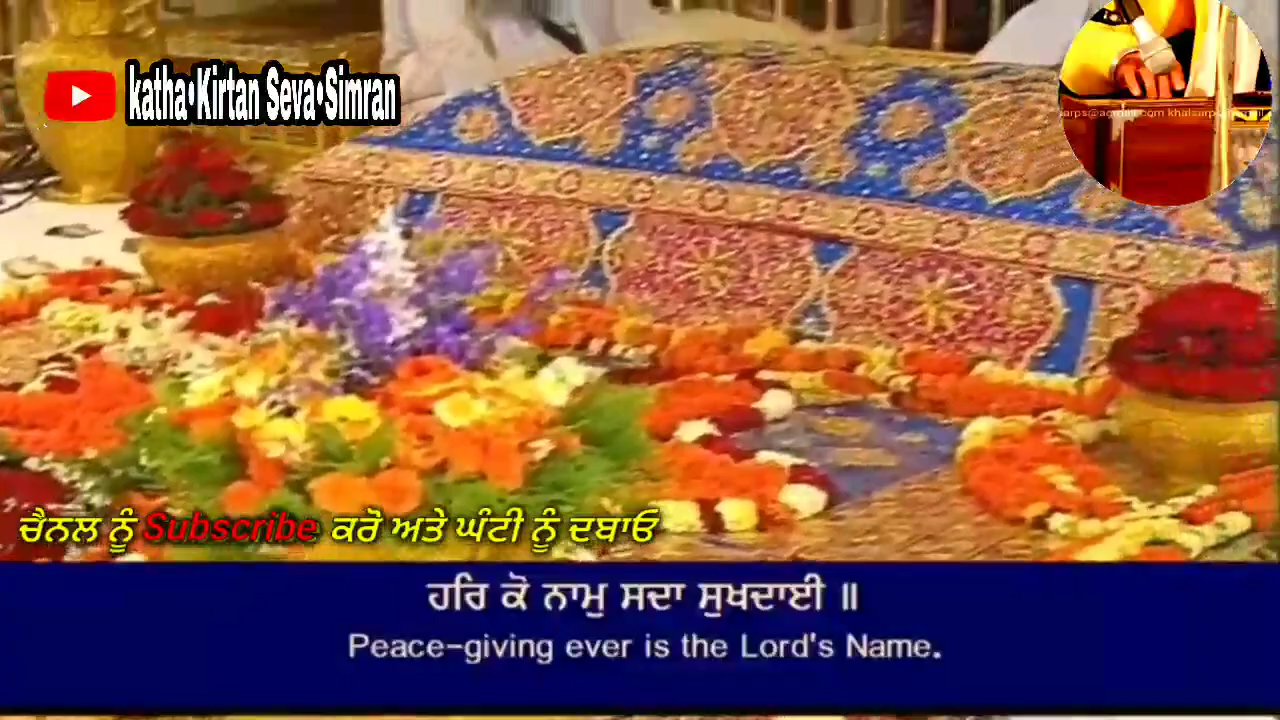 katha•Kirtan Seva•Simran
ਚੈਨਲ ਨੂੰ Subscribe ਕਰੋ ਅਤੇ ਘੰਟੀ ਨੂੰ ਦਬਾਓ
ਹਰਿ ਕੋ ਨਾਮੁ ਸਦਾ ਸੁਖਦਾਈ ॥
Peace-giving ever is the Lord's Name.